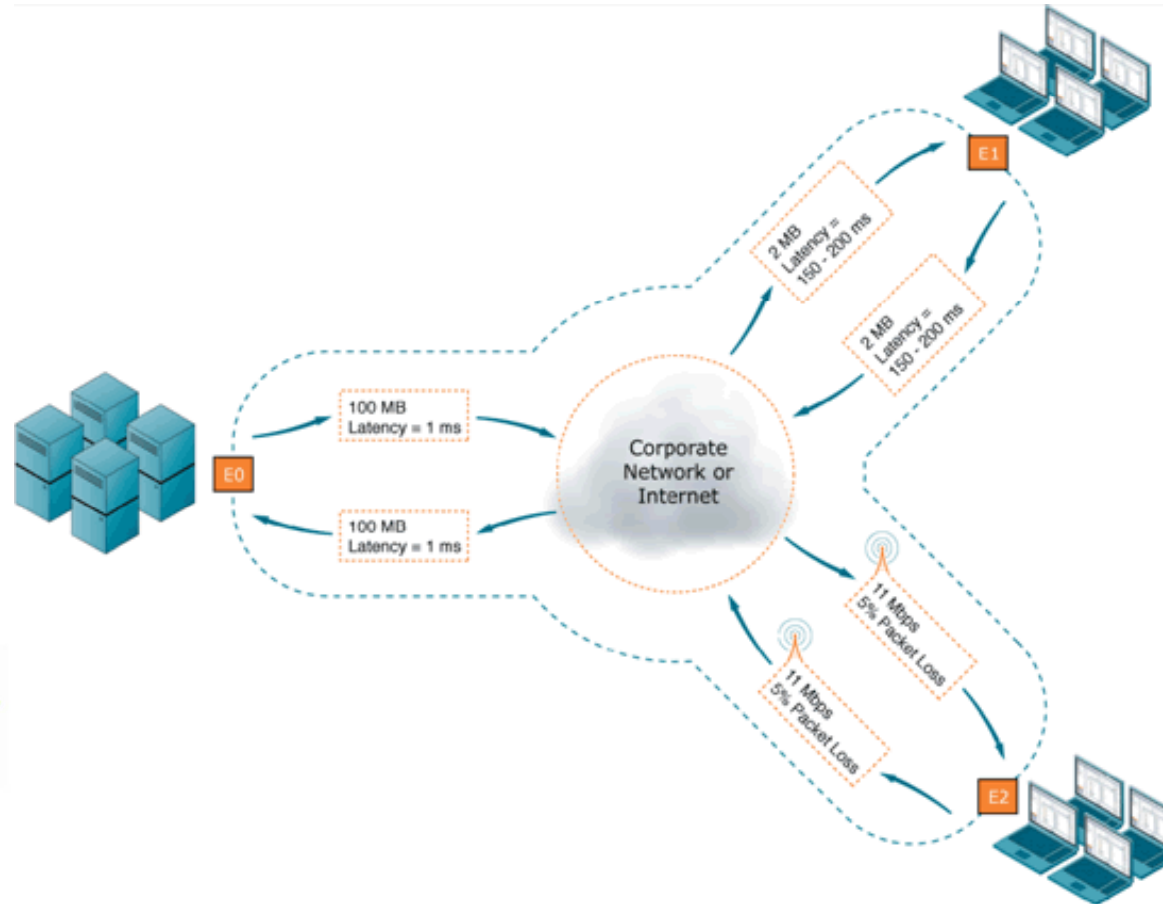 E1
2 MB
Latency =
150 - 200 ms
2 MB
Latency =
150 - 200 ms
100 MB
Latency = 1 ms
Corporate
Network or
Internet
E0
100 MB
Latency = 1 ms
11 Mbps
5% Packet Loss
11 Mbps
5% Packet Loss
E2